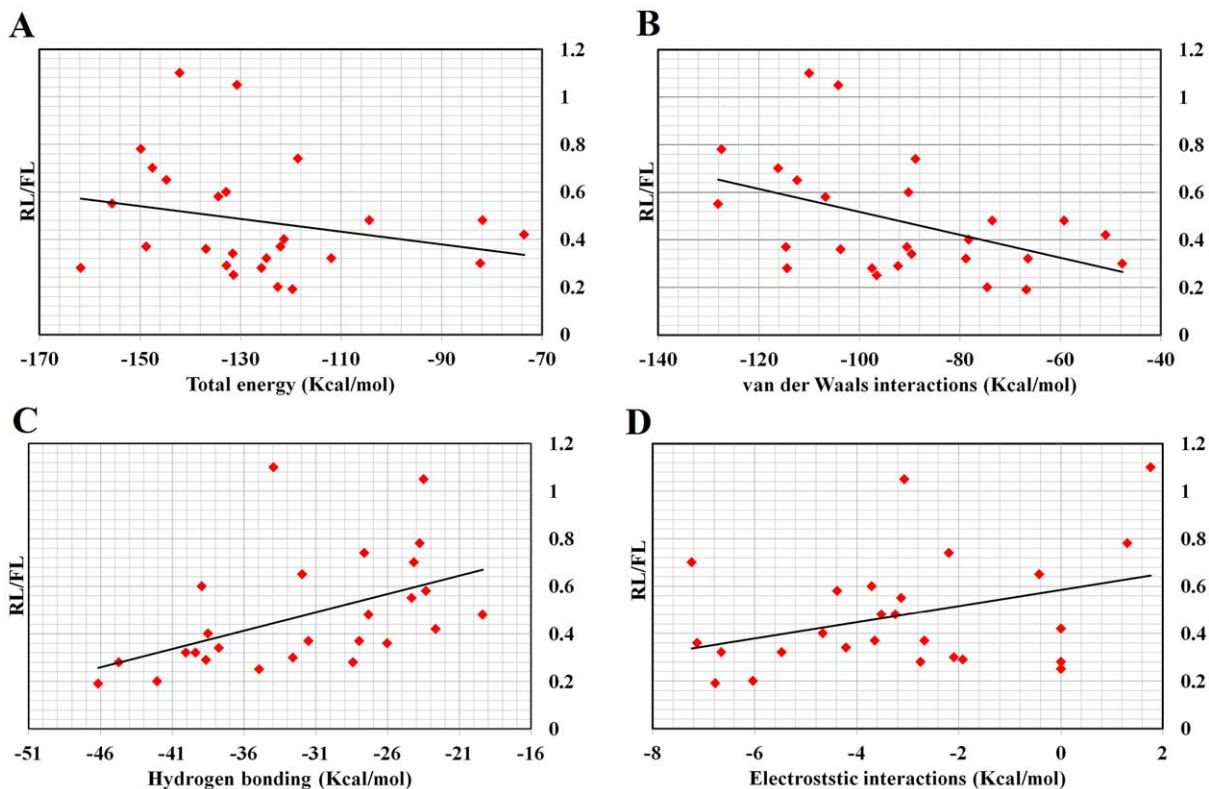 A
B
1.2
1
0.8
0.6
0.4
0.2
0
RL/FL
-170 -150 -130 -110 -90 -70
Total energy (Kcal/mol)
1.2
1
0.8
0.6
0.4
0.2
0
RL/FL
-140 -120 -100 -80 -60 -40
van der Waals interactions (Kcal/mol)
C
D
1.2
1
0.8
0.6
0.4
0.2
0
RL/FL
-51 -46 -41 -36 -31 -26 -21 -16
Hydrogen bonding (Kcal/mol)
1.2
1
0.8
0.6
0.4
0.2
0
RL/FL
-8 -6 -4 -2 0 2
Electroststic interactions (Kcal/mol)